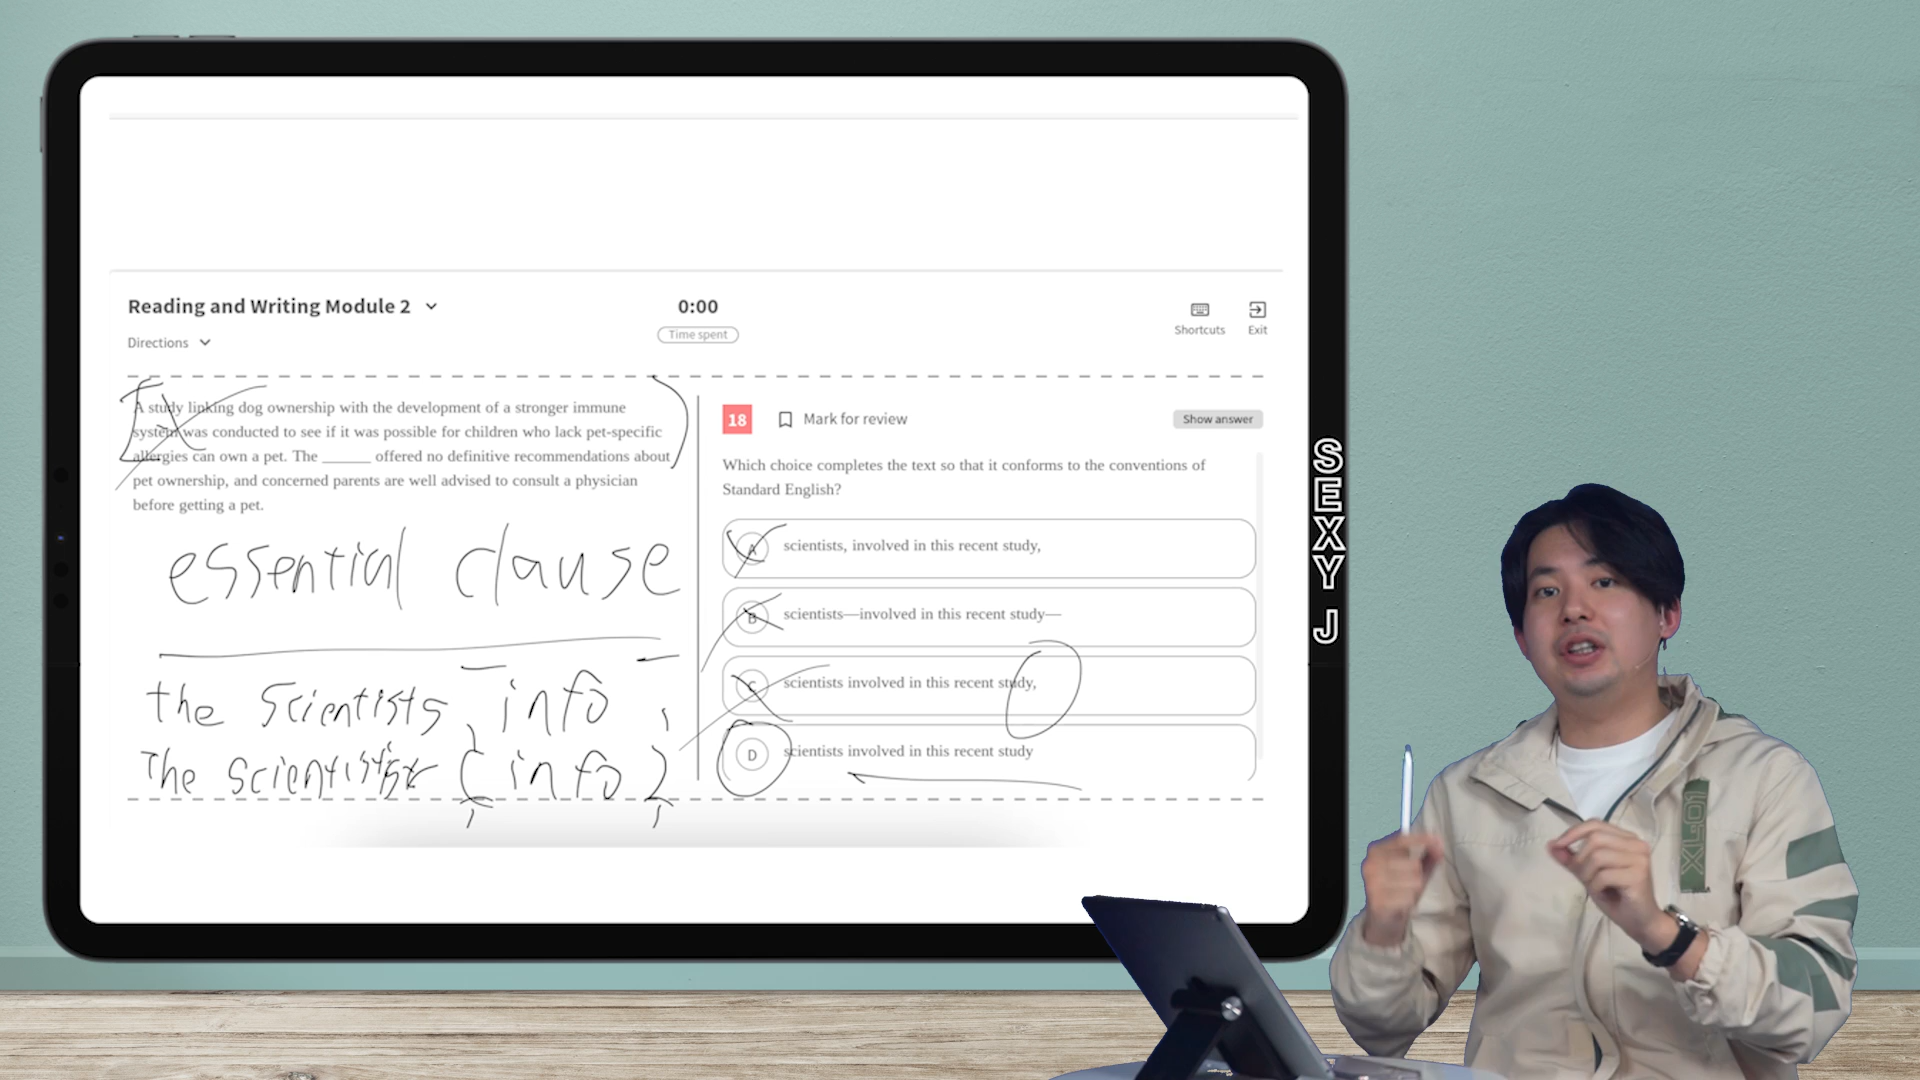 Reading and Writing Module 2
0:00
Time spent
Directions
Shortcuts
Exit
A study linking dog ownership with the development of a stronger immune
system was conducted to see if it was possible for children who lack pet-specific
allergies can own a pet. The ______ offered no definitive recommendations about
pet ownership, and concerned parents are well advised to consult a physician
before getting a pet.
essential clause
the scientists, info,
The scientists (info)
18
Mark for review
Show answer
Which choice completes the text so that it conforms to the conventions of
Standard English?
A scientists, involved in this recent study,
B scientists—involved in this recent study—
C scientists involved in this recent study,
D scientists involved in this recent study
SEXY J